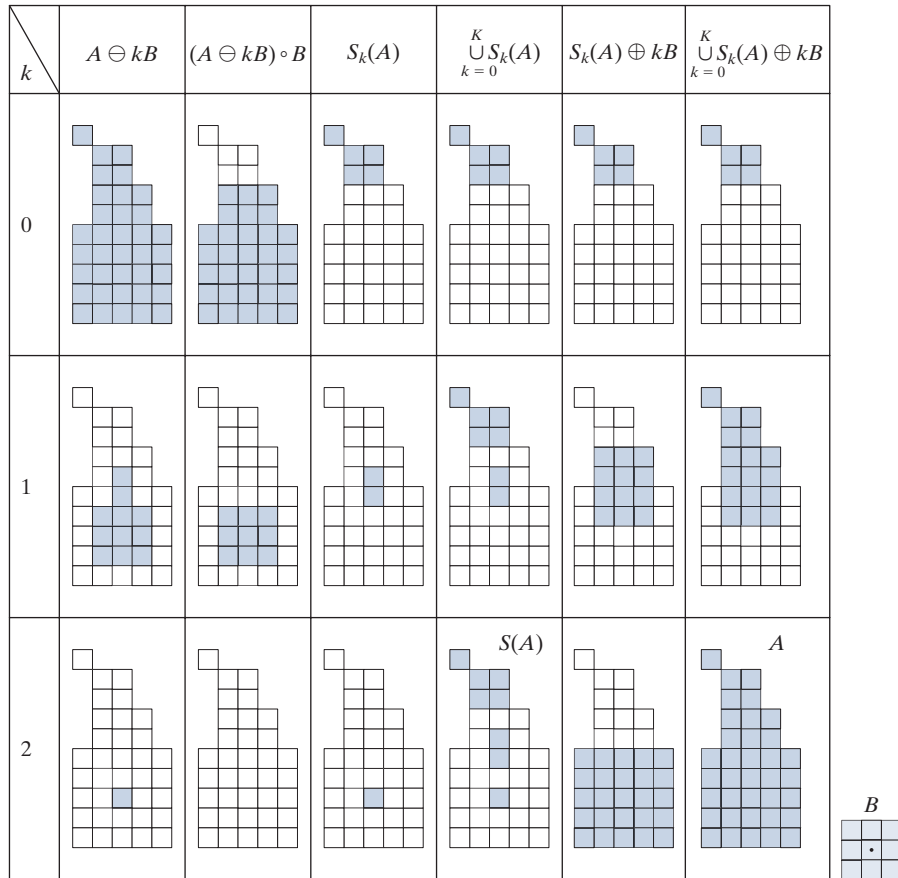 k A ⊖ kB (A ⊖ kB) ∘ B S_k(A) ∪_{k = 0}^{K} S_k(A) S_k(A) ⊕ kB ∪_{k = 0}^{K} S_k(A) ⊕ kB
0
1
S(A) A
2
B